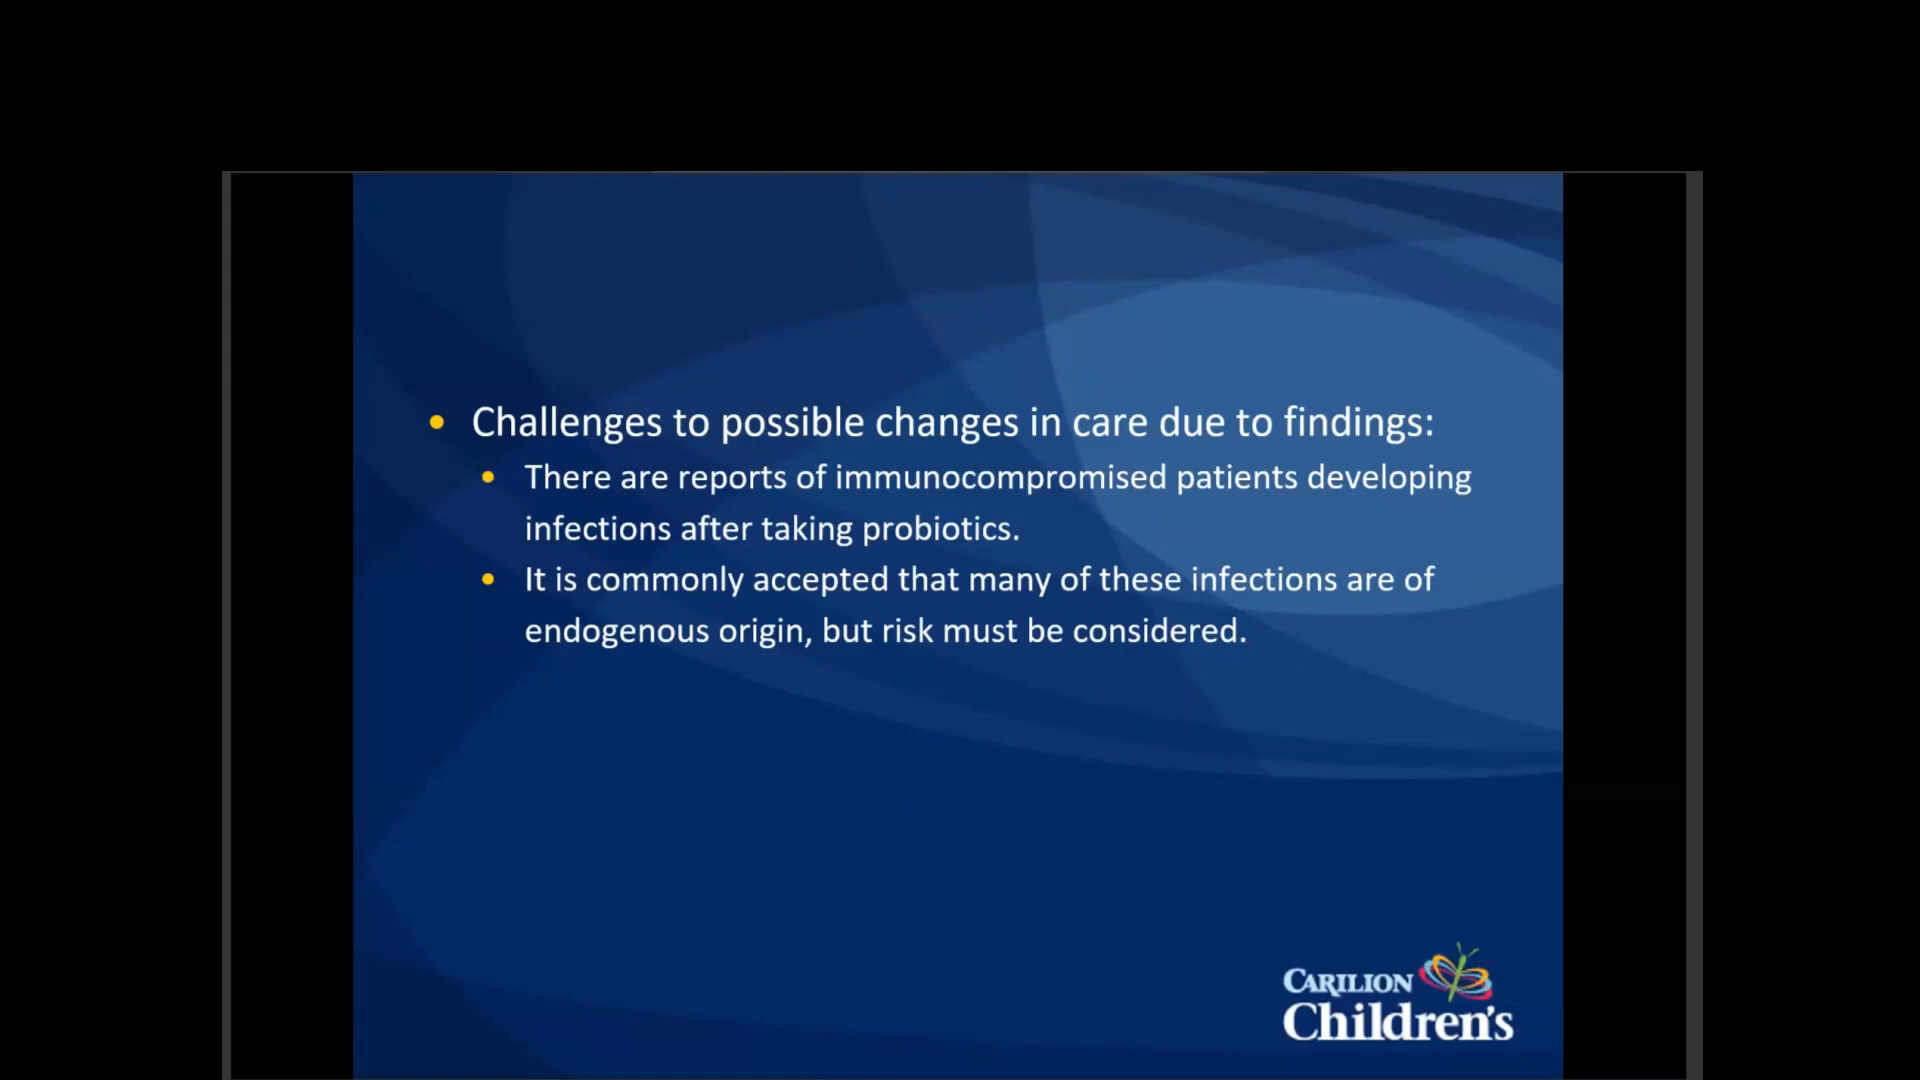 Challenges to possible changes in care due to findings:
There are reports of immunocompromised patients developing
infections after taking probiotics.
It is commonly accepted that many of these infections are of
endogenous origin, but risk must be considered.
CARILION
Children's